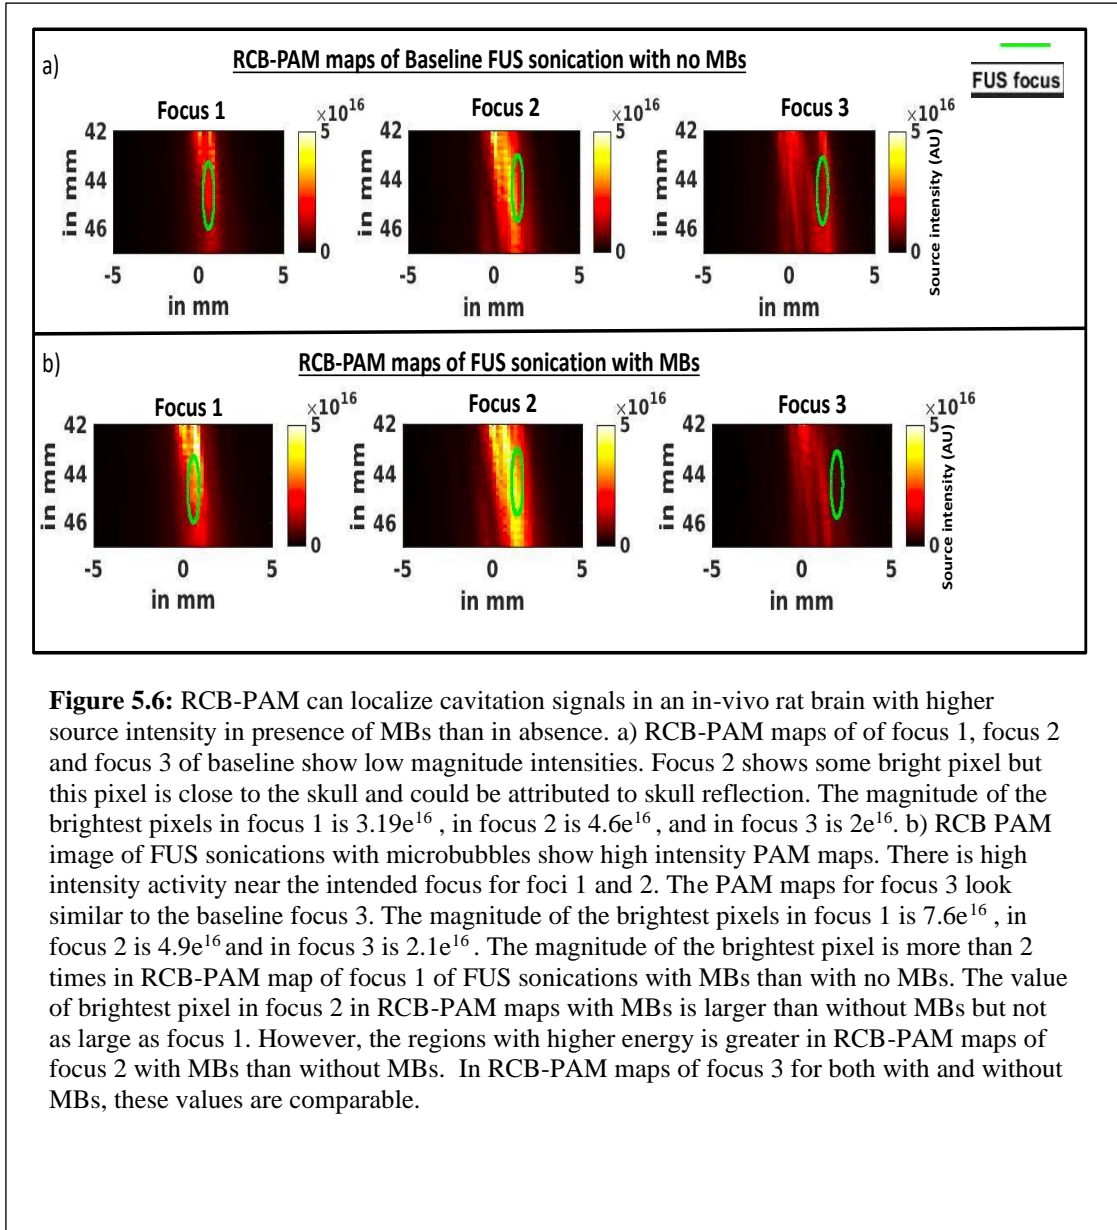 a)
RCB-PAM maps of Baseline FUS sonication with no MBs
FUS focus
Focus 1
Focus 2
Focus 3
×10^16
×10^16
×10^16
42
44
46
in mm
-5 0 5
in mm
5
0
42
44
46
in mm
-5 0 5
in mm
5
0
42
44
46
in mm
-5 0 5
in mm
5
0
Source intensity (AU)
b)
RCB-PAM maps of FUS sonication with MBs
Focus 1
Focus 2
Focus 3
×10^16
×10^16
×10^16
42
44
46
in mm
-5 0 5
in mm
5
0
42
44
46
in mm
-5 0 5
in mm
5
0
42
44
46
in mm
-5 0 5
in mm
5
0
Source intensity (AU)
Figure 5.6: RCB-PAM can localize cavitation signals in an in-vivo rat brain with higher
source intensity in presence of MBs than in absence. a) RCB-PAM maps of of focus 1, focus 2
and focus 3 of baseline show low magnitude intensities. Focus 2 shows some bright pixel but
this pixel is close to the skull and could be attributed to skull reflection. The magnitude of the
brightest pixels in focus 1 is 3.19e^16 , in focus 2 is 4.6e^16 , and in focus 3 is 2e^16. b) RCB PAM
image of FUS sonications with microbubbles show high intensity PAM maps. There is high
intensity activity near the intended focus for foci 1 and 2. The PAM maps for focus 3 look
similar to the baseline focus 3. The magnitude of the brightest pixels in focus 1 is 7.6e^16 , in
focus 2 is 4.9e^16 and in focus 3 is 2.1e^16 . The magnitude of the brightest pixel is more than 2
times in RCB-PAM map of focus 1 of FUS sonications with MBs than with no MBs. The value
of brightest pixel in focus 2 in RCB-PAM maps with MBs is larger than without MBs but not
as large as focus 1. However, the regions with higher energy is greater in RCB-PAM maps of
focus 2 with MBs than without MBs.  In RCB-PAM maps of focus 3 for both with and without
MBs, these values are comparable.